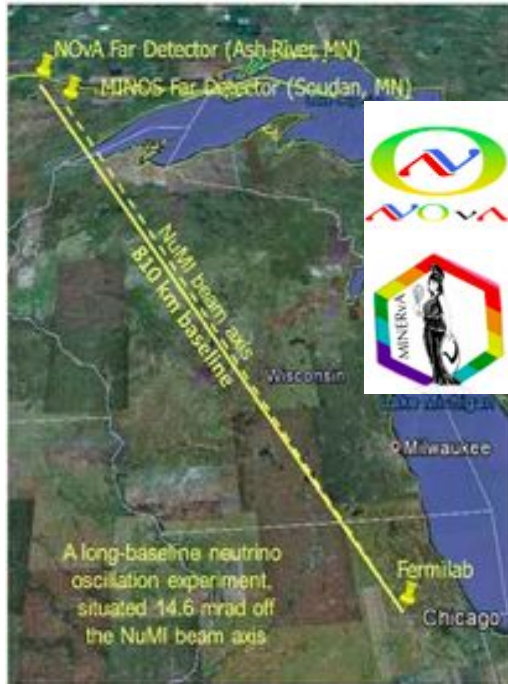 NOvA Far Detector (Ash River, MN)
MINOS Far Detector (Soudan, MN)
NOvA
MINERvA
NuMI beam axis
810 km baseline
Wisconsin
Milwaukee
A long-baseline neutrino
oscillation experiment,
situated 14.6 mrad off
the NuMI beam axis
Fermilab
Chicago